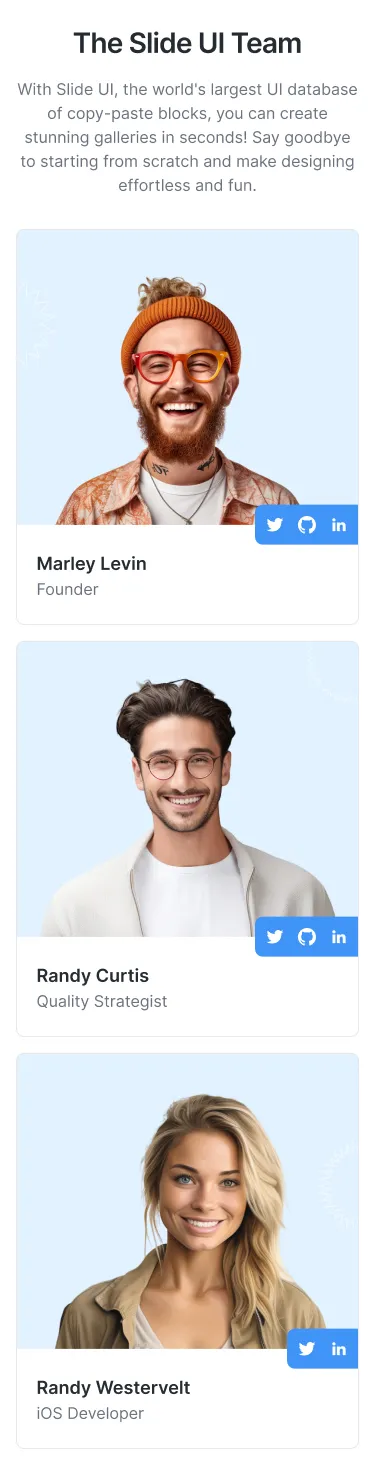 The Slide UI Team
With Slide UI, the world's largest UI database
of copy-paste blocks, you can create
stunning galleries in seconds! Say goodbye
to starting from scratch and make designing
effortless and fun.
in
Marley Levin
Founder
in
Randy Curtis
Quality Strategist
in
Randy Westervelt
iOS Developer